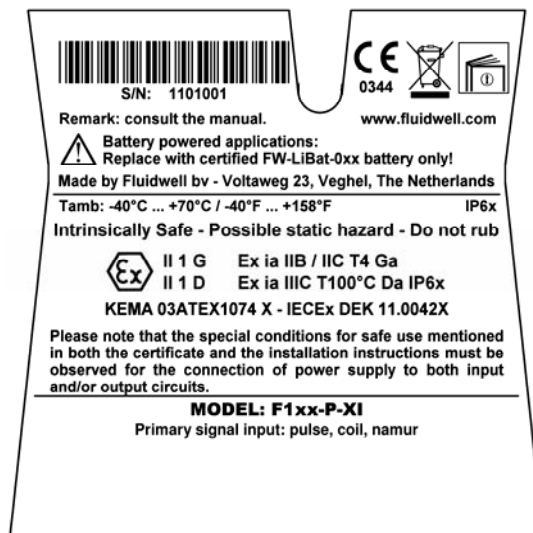 S/N: 1101001
CE
0344
Remark: consult the manual.
www.fluidwell.com
Battery powered applications:
Replace with certified FW-LiBat-0xx battery only!
Made by Fluidwell bv - Voltaweg 23, Veghel, The Netherlands
Tamb: -40°C ... +70°C / -40°F ... +158°F IP6x
Intrinsically Safe - Possible static hazard - Do not rub
Ex
II 1 G Ex ia IIB / IIC T4 Ga
II 1 D Ex ia IIIC T100°C Da IP6x
KEMA 03ATEX1074 X - IECEx DEK 11.0042X
Please note that the special conditions for safe use mentioned
in both the certificate and the installation instructions must be
observed for the connection of power supply to both input
and/or output circuits.
MODEL: F1xx-P-XI
Primary signal input: pulse, coil, namur